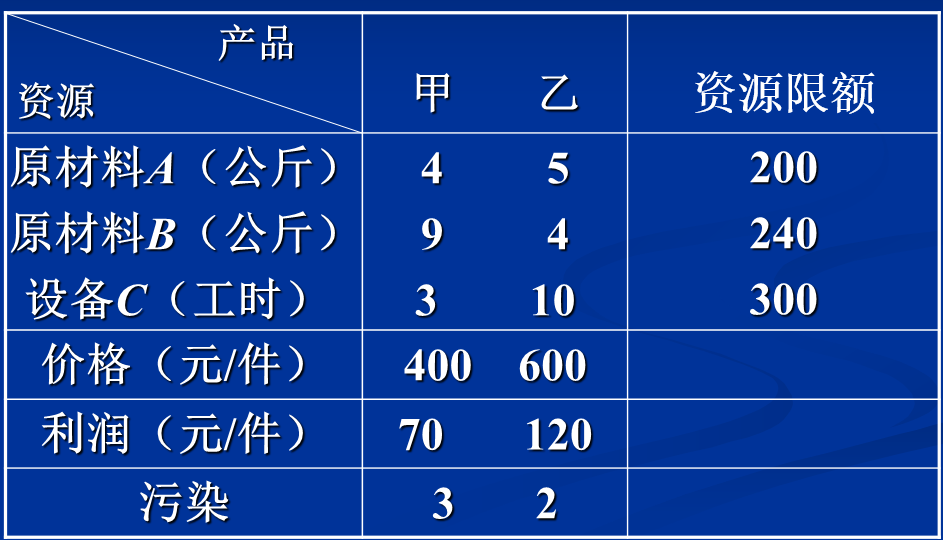 产品
资源
甲 乙 资源限额
原材料A（公斤） 4 5 200
原材料B（公斤） 9 4 240
设备C（工时） 3 10 300
价格（元/件） 400 600
利润（元/件） 70 120
污染 3 2